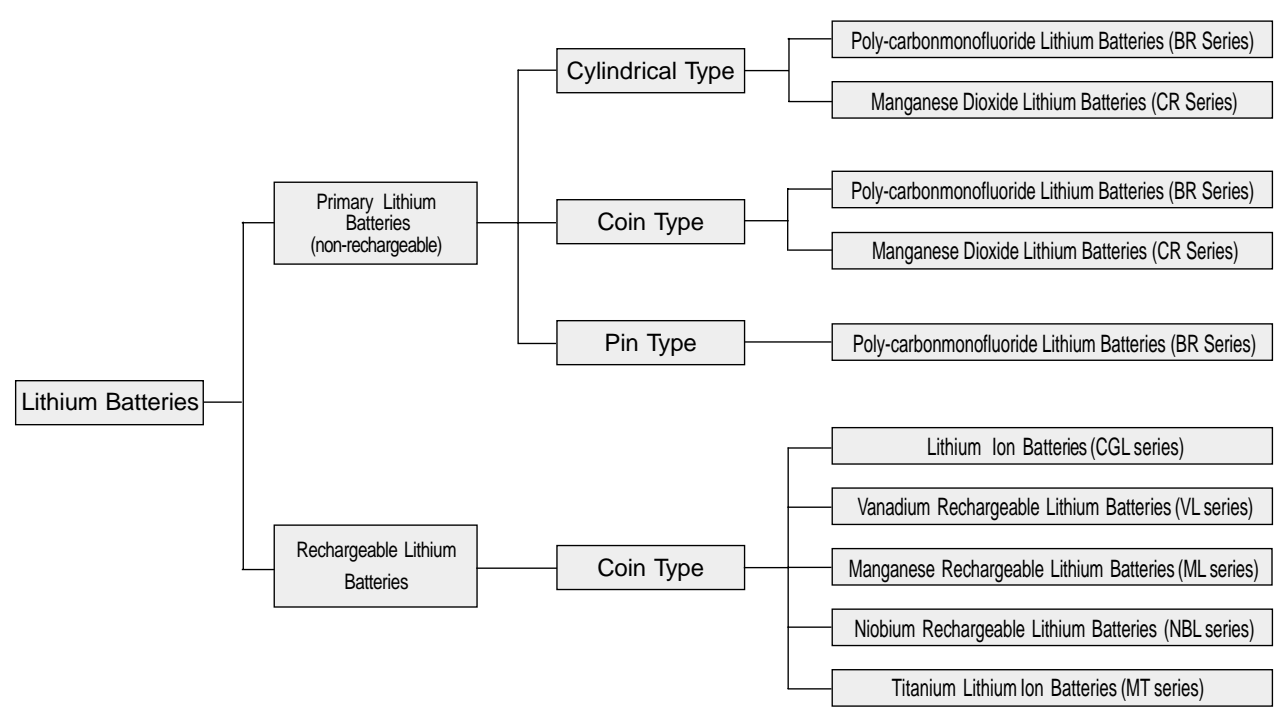 Lithium Batteries
Primary Lithium
Batteries
(non-rechargeable)
Cylindrical Type
Poly-carbonmonofluoride Lithium Batteries (BR Series)
Manganese Dioxide Lithium Batteries (CR Series)
Coin Type
Poly-carbonmonofluoride Lithium Batteries (BR Series)
Manganese Dioxide Lithium Batteries (CR Series)
Pin Type
Poly-carbonmonofluoride Lithium Batteries (BR Series)
Rechargeable Lithium
Batteries
Coin Type
Lithium Ion Batteries (CGL series)
Vanadium Rechargeable Lithium Batteries (VL series)
Manganese Rechargeable Lithium Batteries (ML series)
Niobium Rechargeable Lithium Batteries (NBL series)
Titanium Lithium Ion Batteries (MT series)